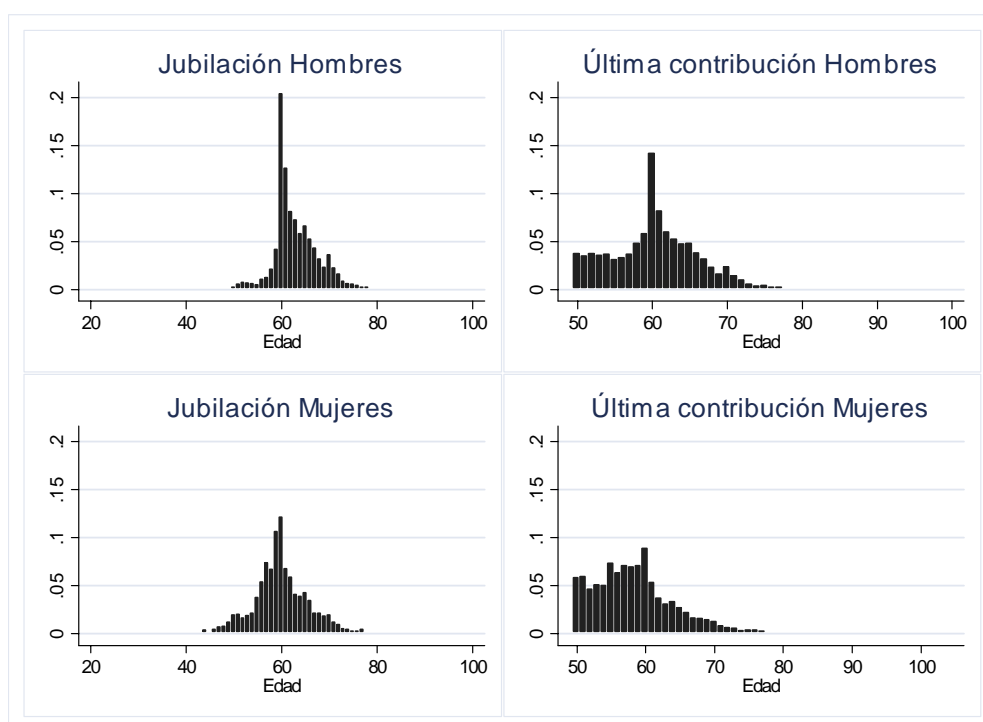 Jubilación Hombres
.2
.15
.1
.05
0
20 40 60 80 100
Edad
Última contribución Hombres
.2
.15
.1
.05
0
50 60 70 80 90 100
Edad
Jubilación Mujeres
.2
.15
.1
.05
0
20 40 60 80 100
Edad
Última contribución Mujeres
.2
.15
.1
.05
0
50 60 70 80 90 100
Edad